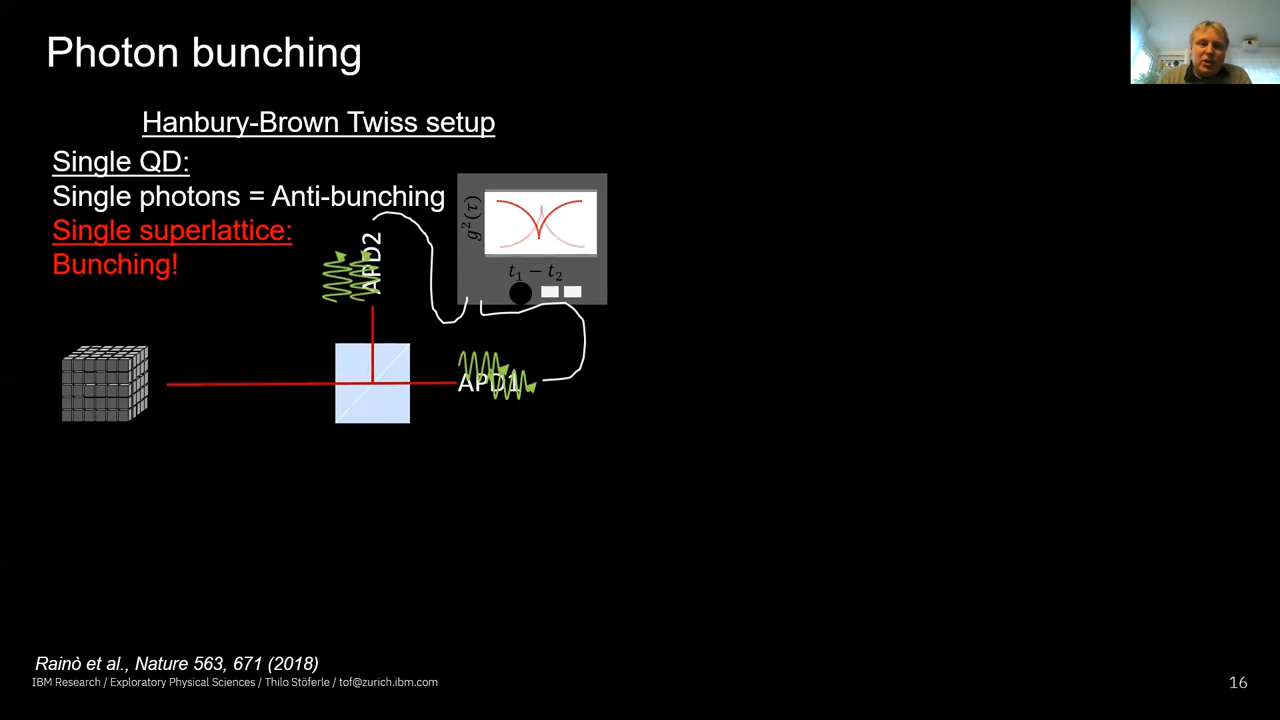 Photon bunching
Hanbury-Brown Twiss setup
Single QD:
Single photons = Anti-bunching
Single superlattice:
Bunching!
APD2
g²(τ)
t₁ − t₂
APD1
Rainò et al., Nature 563, 671 (2018)
IBM Research / Exploratory Physical Sciences / Thilo Stöferle / tof@zurich.ibm.com
16